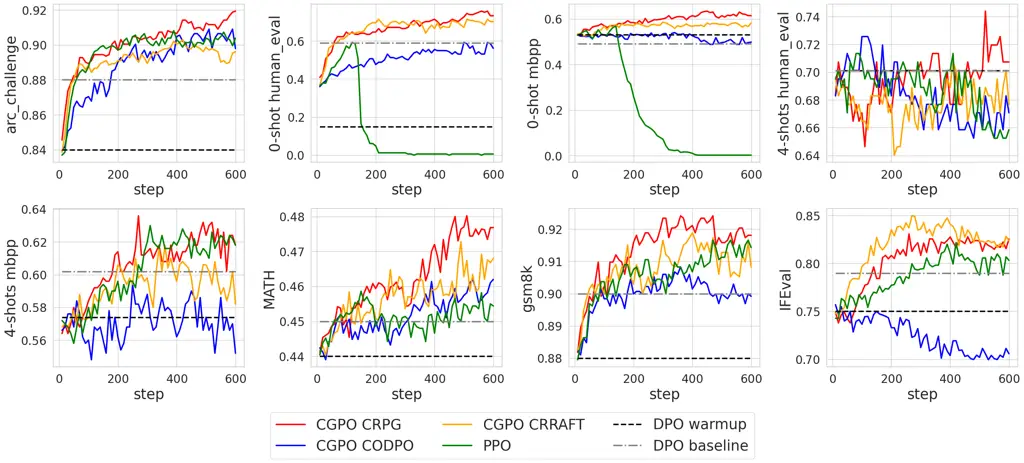 arc_challenge
0.92
0.90
0.88
0.86
0.84
0 200 400 600
step
0-shot human_eval
0.6
0.4
0.2
0.0
0 200 400 600
step
0-shot mbpp
0.6
0.4
0.2
0.0
0 200 400 600
step
4-shots human_eval
0.74
0.72
0.70
0.68
0.66
0.64
0 200 400 600
step
4-shots mbpp
0.64
0.62
0.60
0.58
0.56
0 200 400 600
step
MATH
0.48
0.47
0.46
0.45
0.44
0 200 400 600
step
gsm8k
0.92
0.91
0.90
0.89
0.88
0 200 400 600
step
IFEval
0.85
0.80
0.75
0.70
0 200 400 600
step
CGPO CRPG
CGPO CODPO
CGPO CRRAFT
PPO
DPO warmup
DPO baseline